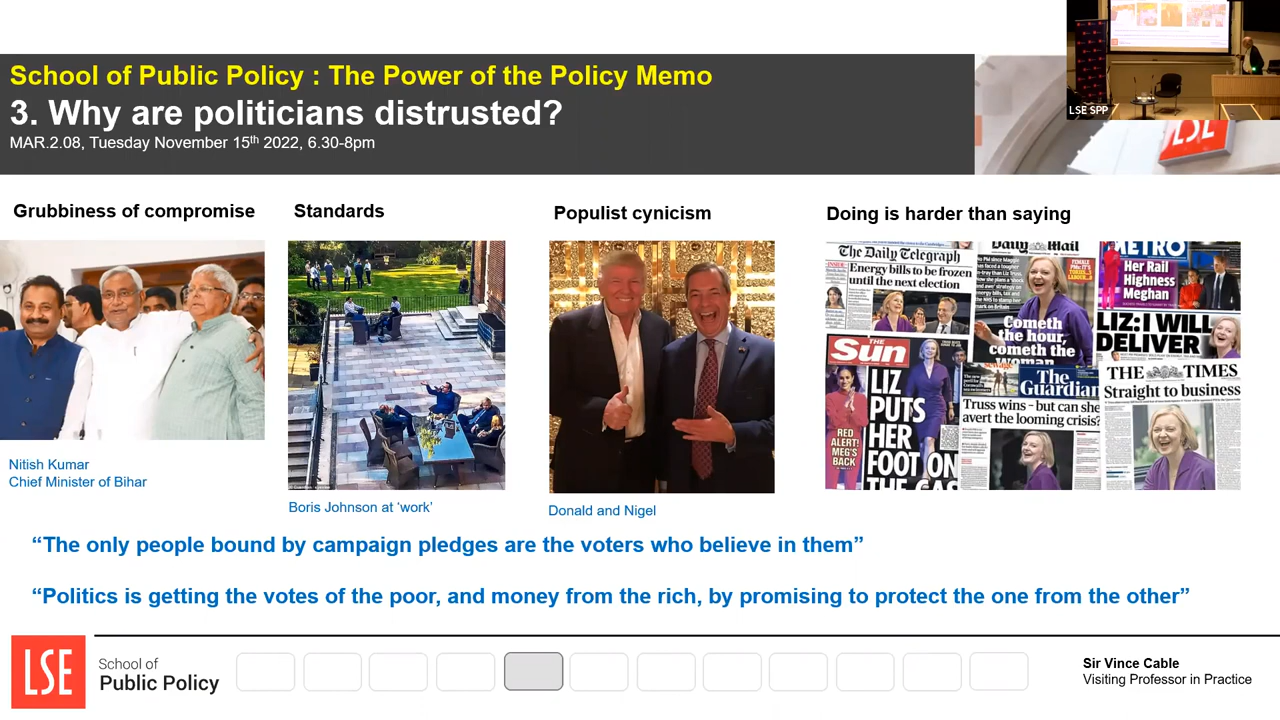 School of Public Policy : The Power of the Policy Memo
3. Why are politicians distrusted?
MAR.2.08, Tuesday November 15th 2022, 6.30-8pm
LSE SPP
LSE
Grubbiness of compromise
Standards
Populist cynicism
Doing is harder than saying
Nitish Kumar
Chief Minister of Bihar
Boris Johnson at ‘work’
Donald and Nigel
The Daily Telegraph
Energy bills to be frozen
until the next election
Daily Mail
Cometh
the hour,
cometh the
woman
METRO
Her Rail
Highness
Meghan
LIZ: I WILL
DELIVER
THE
Sun
LIZ
PUTS
HER
FOOT ON
THE GAS
RED
ALERT!
MEG'S
BACK
The
Guardian
Truss wins - but can she
avert the looming crisis?
THE TIMES
Straight to business
“The only people bound by campaign pledges are the voters who believe in them”
“Politics is getting the votes of the poor, and money from the rich, by promising to protect the one from the other”
LSE
School of
Public Policy
Sir Vince Cable
Visiting Professor in Practice